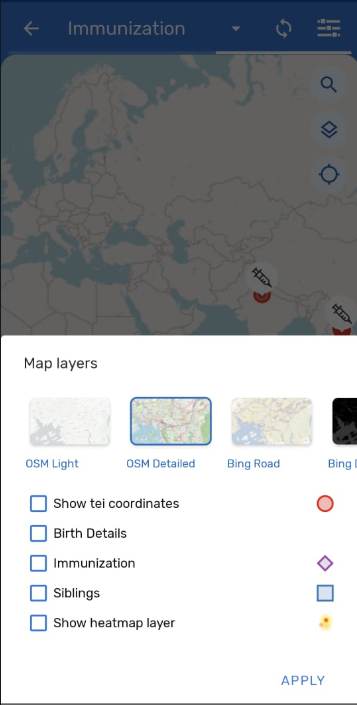 Immunization
Map layers
OSM Light
OSM Detailed
Bing Road
Bing
Show tei coordinates
Birth Details
Immunization
Siblings
Show heatmap layer
APPLY